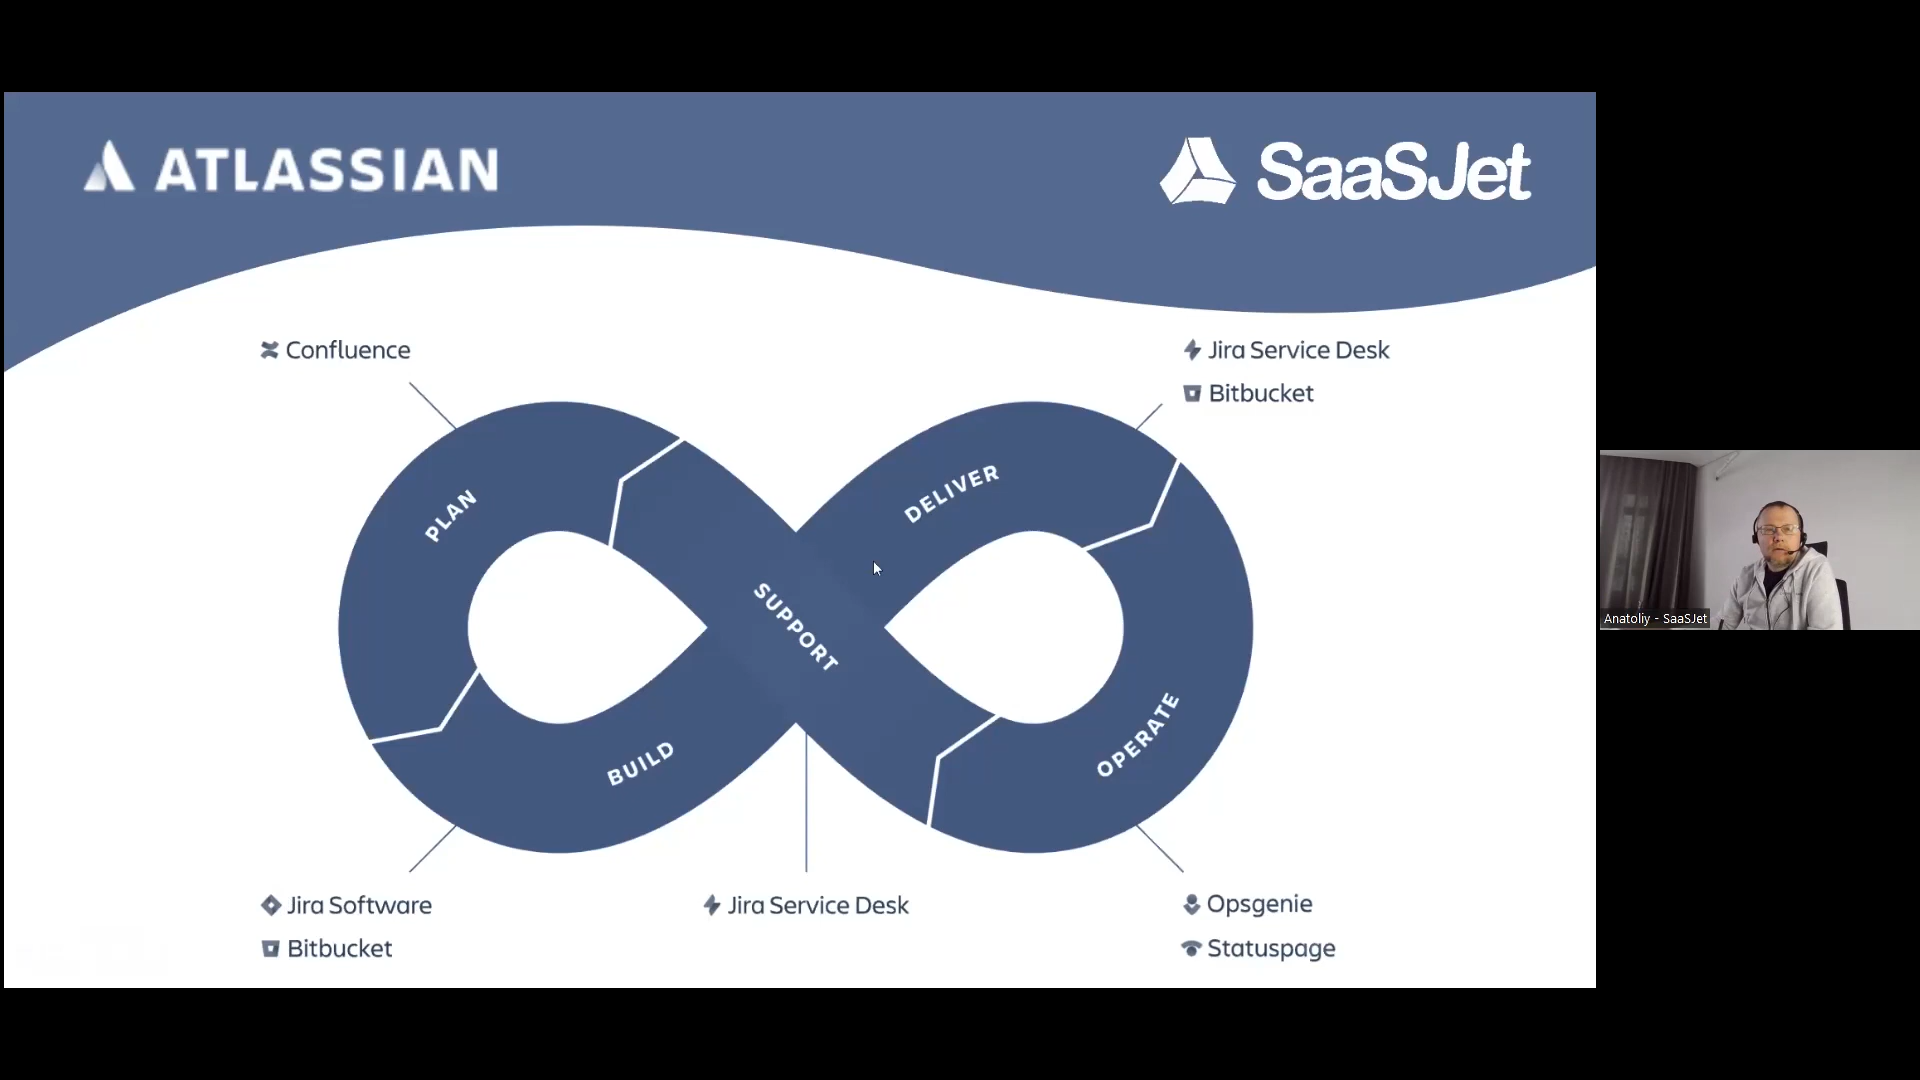 ATLASSIAN
SaaSJet
Confluence
Jira Service Desk
Bitbucket
PLAN
DELIVER
SUPPORT
BUILD
OPERATE
Jira Software
Bitbucket
Jira Service Desk
Opsgenie
Statuspage
Anatoliy - SaaSJet